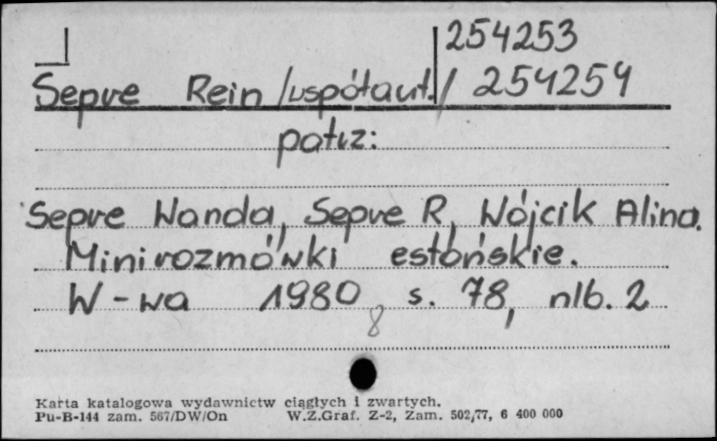 254253
Sepre Rein /współaut./ 254254
patrz:
Sepre Wanda, Sepre R, Wójcik Alina.
Minirozmówki estońskie.
W-wa 1980, s. 78, nlb. 2
8
Karta katalogowa wydawnictw ciągłych i zwartych.
Pu-B-144 zam. 567/DW/On W.Z.Graf. Z-2, Zam. 502/77, 6 400 000